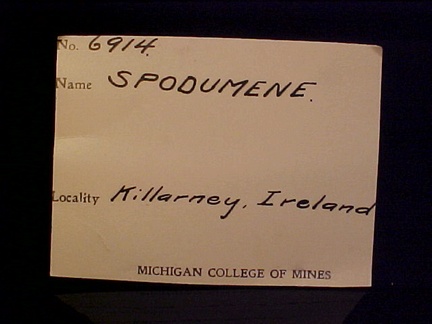 No. 6914.
Name SPODUMENE.
Locality Killarney, Ireland
MICHIGAN COLLEGE OF MINES